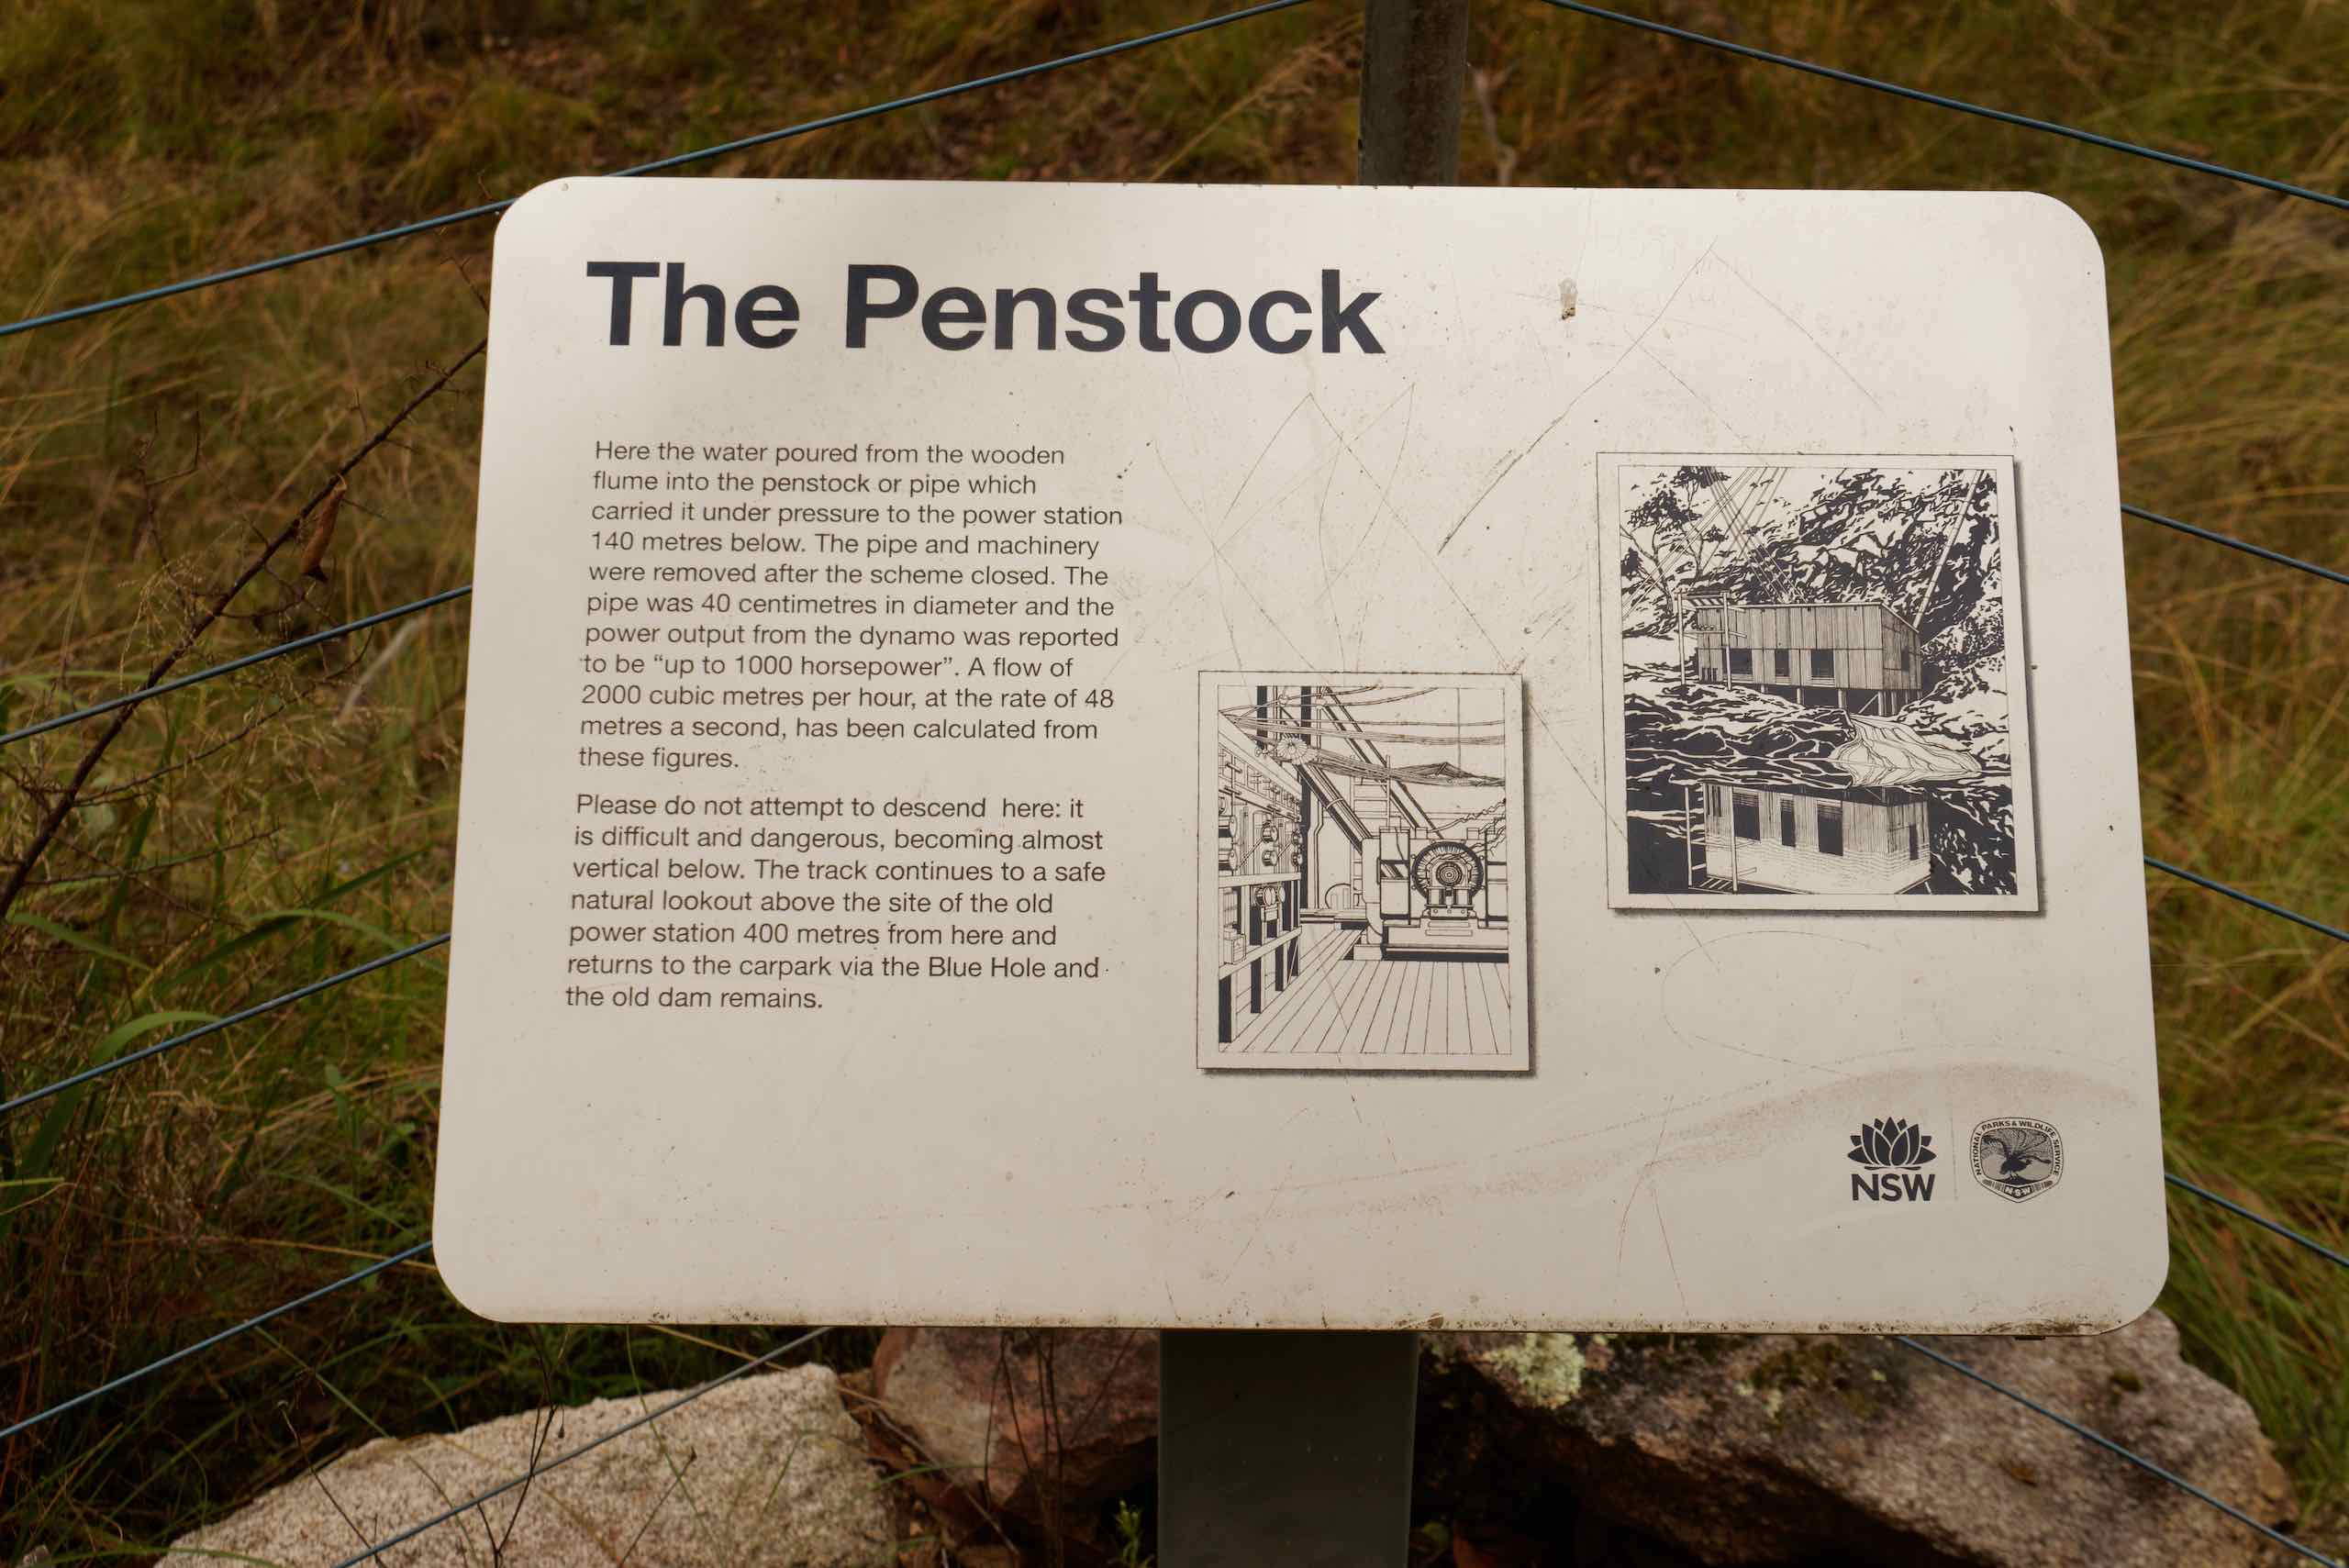 The Penstock
Here the water poured from the wooden
flume into the penstock or pipe which
carried it under pressure to the power station
140 metres below. The pipe and machinery
were removed after the scheme closed. The
pipe was 40 centimetres in diameter and the
power output from the dynamo was reported
to be “up to 1000 horsepower”. A flow of
2000 cubic metres per hour, at the rate of 48
metres a second, has been calculated from
these figures.
Please do not attempt to descend  here: it
is difficult and dangerous, becoming almost
vertical below. The track continues to a safe
natural lookout above the site of the old
power station 400 metres from here and
returns to the carpark via the Blue Hole and
the old dam remains.
NSW
NATIONAL PARKS & WILDLIFE SERVICE
NSW